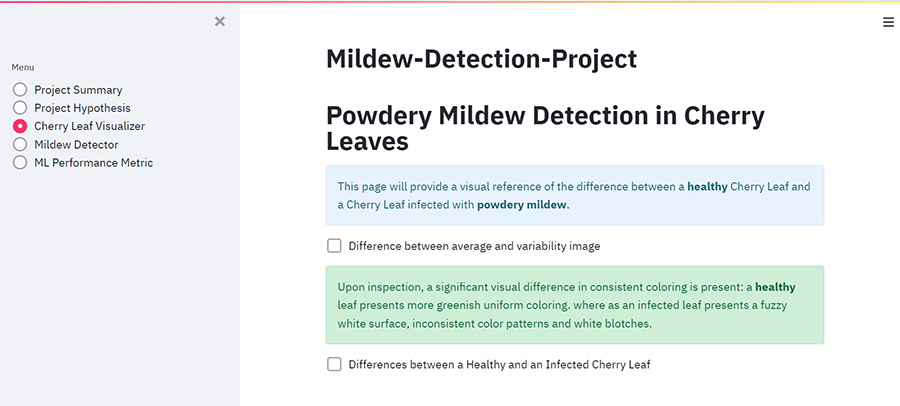 Menu
Project Summary
Project Hypothesis
Cherry Leaf Visualizer
Mildew Detector
ML Performance Metric
Mildew-Detection-Project
Powdery Mildew Detection in Cherry
Leaves
This page will provide a visual reference of the difference between a healthy Cherry Leaf and
a Cherry Leaf infected with powdery mildew.
Difference between average and variability image
Upon inspection, a significant visual difference in consistent coloring is present: a healthy
leaf presents more greenish uniform coloring. where as an infected leaf presents a fuzzy
white surface, inconsistent color patterns and white blotches.
Differences between a Healthy and an Infected Cherry Leaf